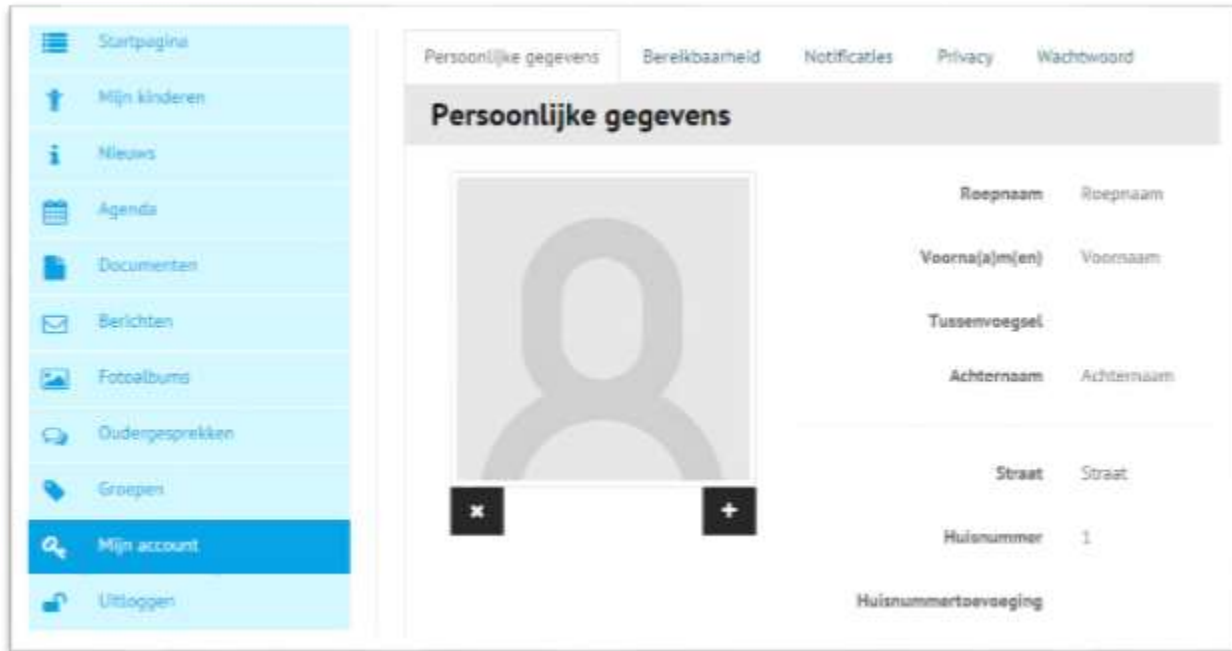 Startpagina
Mijn kinderen
Nieuws
Agenda
Documenten
Berichten
Fotoalbums
Oudergesprekken
Groepen
Mijn account
Uitloggen
Persoonlijke gegevens Bereikbaarheid Notificaties Privacy Wachtwoord
Persoonlijke gegevens
Roepnaam Roepnaam
Voorna(a)m(en) Voornaam
Tussenvoegsel
Achternaam Achternaam
Straat Straat
Huisnummer 1
Huisnummertoevoeging